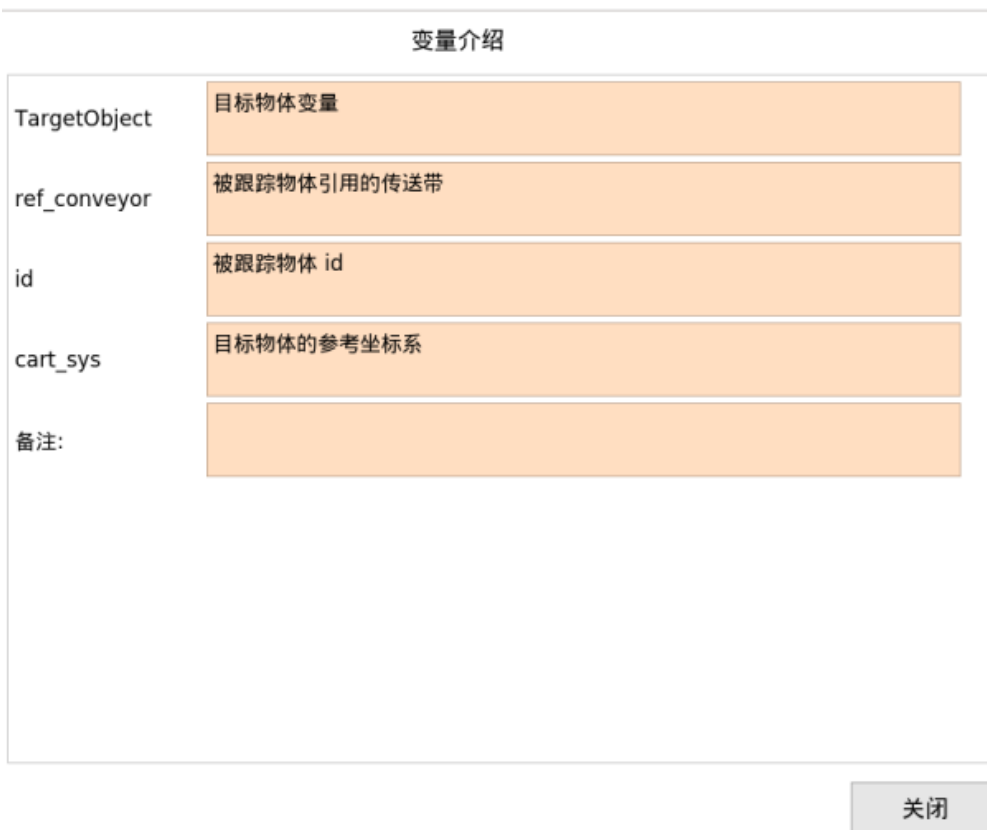 变量介绍
TargetObject
目标物体变量
ref_conveyor
被跟踪物体引用的传送带
id
被跟踪物体 id
cart_sys
目标物体的参考坐标系
备注:
关闭